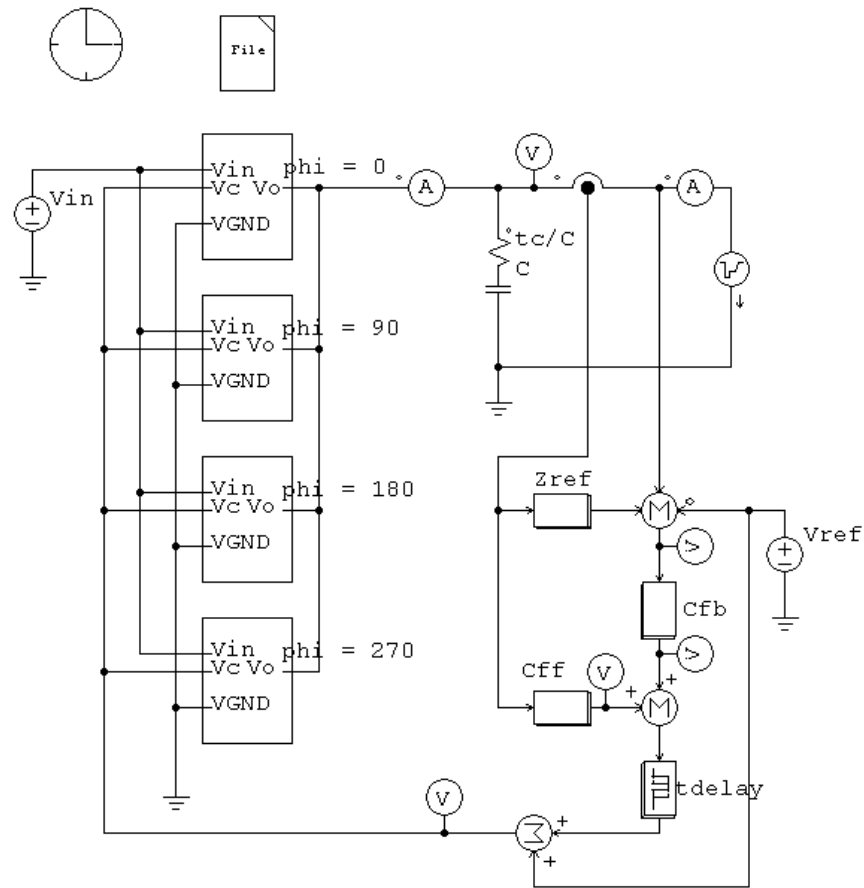 File
Vin
Vin
phi = 0
Vc Vo
VGND
A
V
A
tc/C
C
Vin
phi = 90
Vc Vo
VGND
Vin
phi = 180
Vc Vo
VGND
Zref
M
Vref
V
Cfb
Vin
phi = 270
Vc Vo
VGND
V
Cff
V
+
+
M
tdelay
V
Σ
+
+